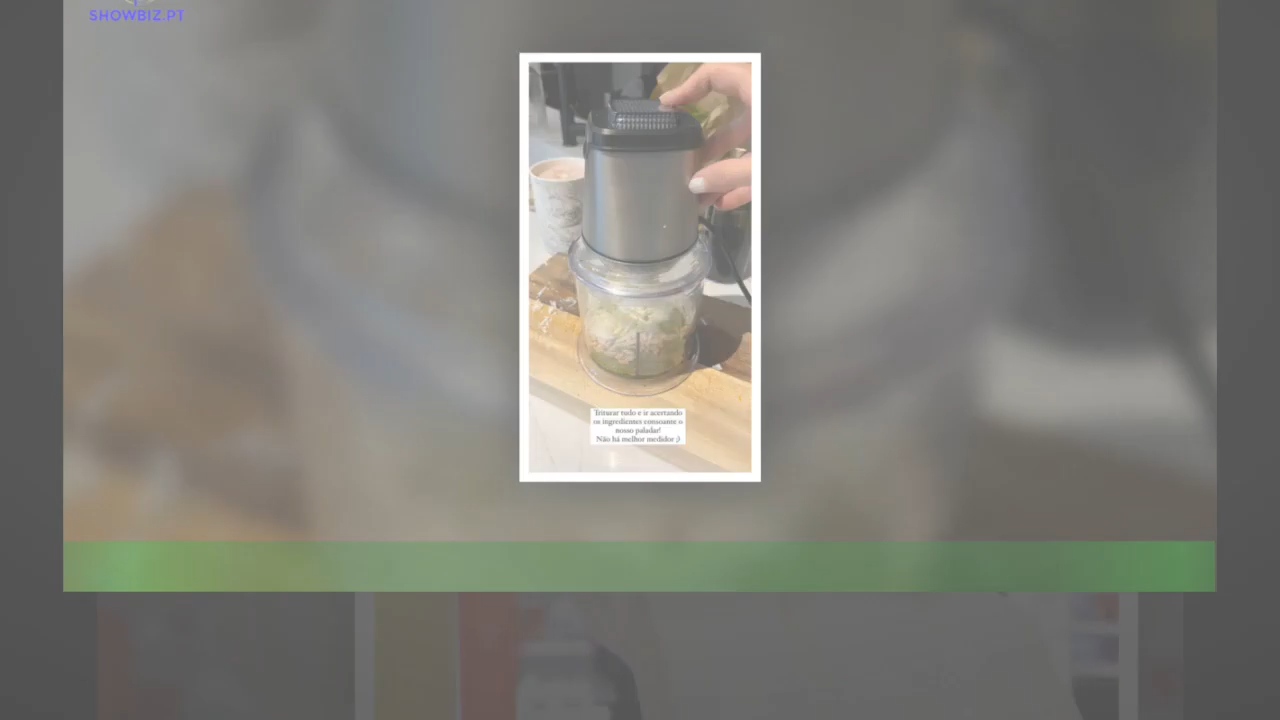 SHOWBIZ.PT
Triturar tudo e ir acertando
os ingredientes consoante o
nosso paladar!
Não há melhor medidor ;)